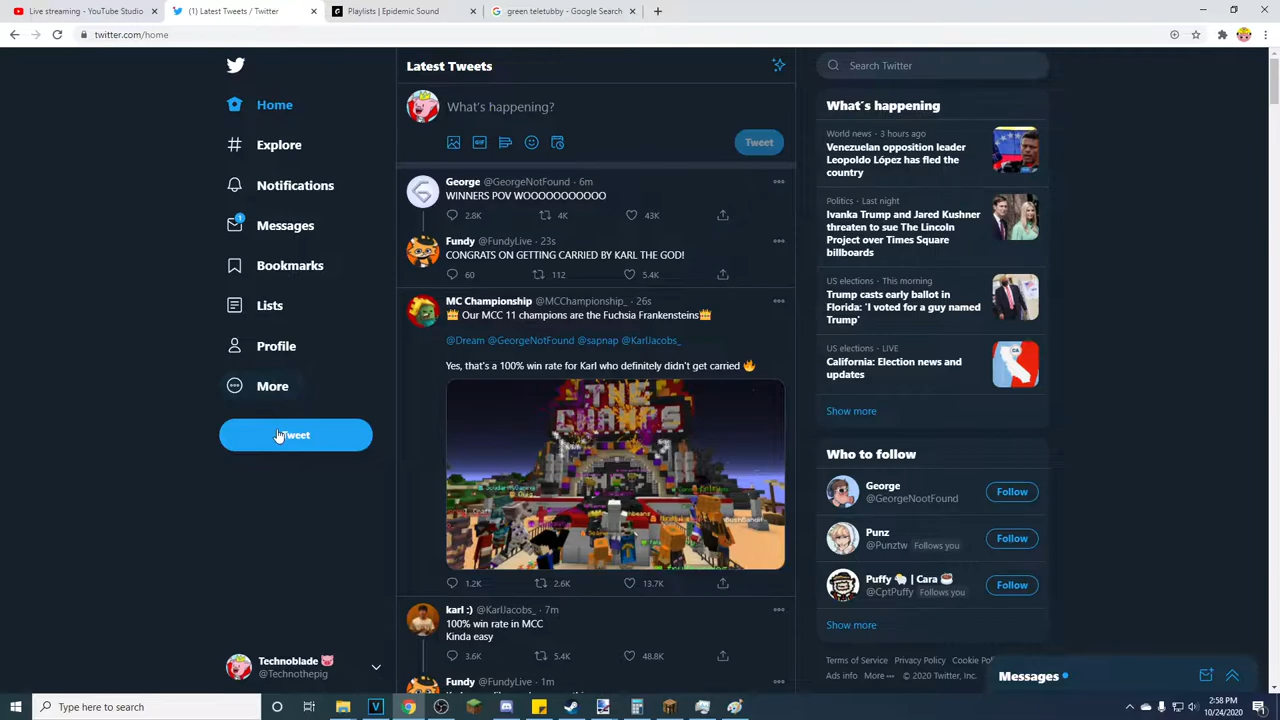 Live streaming - YouTube Studio
(1) Latest Tweets / Twitter
Playlists | Epidemic Sound
green teletubby - Google Search
twitter.com/home
Home
Explore
Notifications
1
Messages
Bookmarks
Lists
Profile
More
Tweet
Technoblade
@Technothepig
Latest Tweets
What's happening?
GIF
Tweet
George @GeorgeNotFound · 6m
WINNERS POV WOOOOOOOOOO
2.8K 4K 43K
Fundy @FundyLive · 23s
CONGRATS ON GETTING CARRIED BY KARL THE GOD!
60 112 5.4K
MC Championship @MCChampionship_ · 26s
👑 Our MCC 11 champions are the Fuchsia Frankensteins👑
@Dream @GeorgeNotFound @sapnap @KarlJacobs_
Yes, that's a 100% win rate for Karl who definitely didn't get carried 🔥
1.2K 2.6K 13.7K
karl :) @KarlJacobs_ · 7m
100% win rate in MCC
Kinda easy
3.6K 5.4K 48.8K
Fundy @FundyLive · 1m
Search Twitter
What's happening
World news · 3 hours ago
Venezuelan opposition leader
Leopoldo López has fled the
country
Politics · Last night
Ivanka Trump and Jared Kushner
threaten to sue The Lincoln
Project over Times Square
billboards
US elections · This morning
Trump casts early ballot in
Florida: 'I voted for a guy named
Trump'
US elections · LIVE
California: Election news and
updates
Show more
Who to follow
George
@GeorgeNootFound
Follow
Punz
@Punztw Follows you
Follow
Puffy 🐑 | Cara ☕
@CptPuffy Follows you
Follow
Show more
Terms of Service Privacy Policy Cookie
Ads info More ··· © 2020 Twitter, Inc.
Messages
Type here to search
2:58 PM
10/24/2020